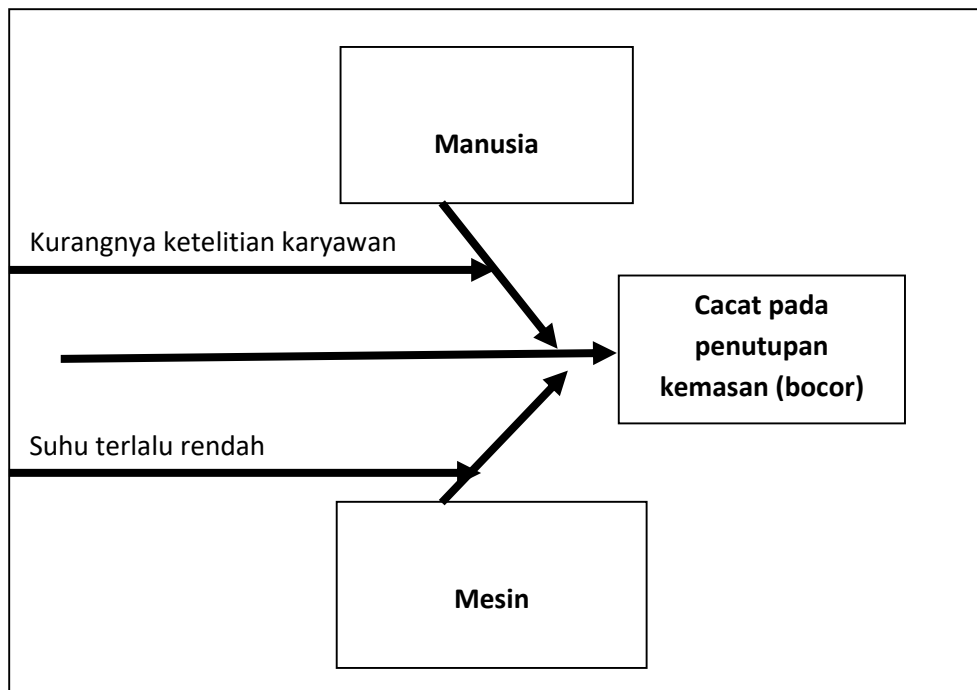 Manusia
Kurangnya ketelitian karyawan
Cacat pada
penutupan
kemasan (bocor)
Suhu terlalu rendah
Mesin